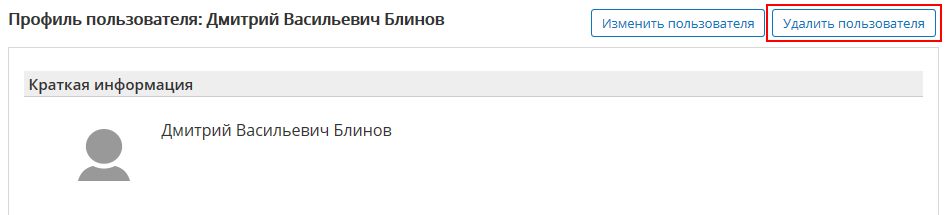 Профиль пользователя: Дмитрий Васильевич Блинов
Изменить пользователя
Удалить пользователя
Краткая информация
Дмитрий Васильевич Блинов